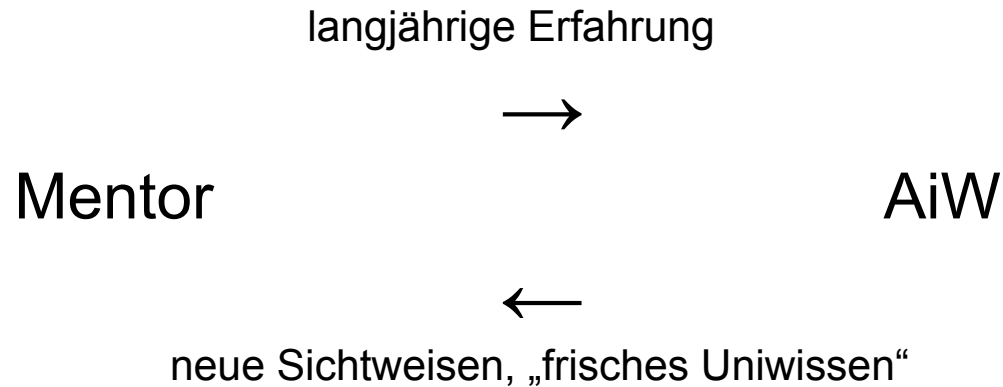 langjährige Erfahrung
→
Mentor AiW
←
neue Sichtweisen, „frisches Uniwissen“